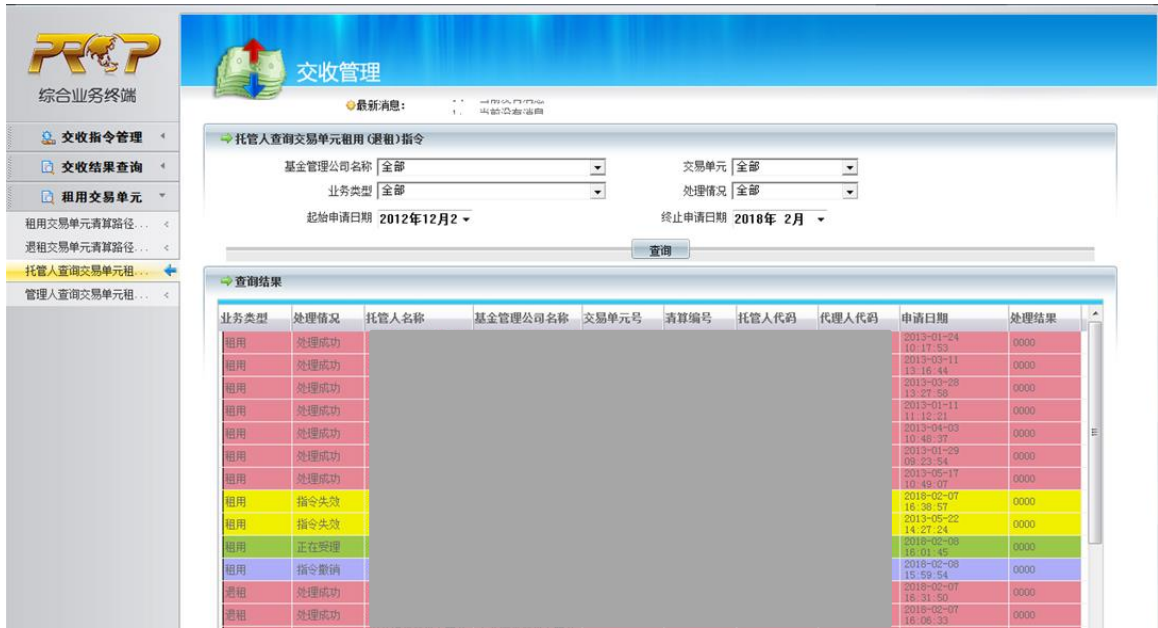 PROP
综合业务终端
交收管理
最新消息:
当前没有消息
交收指令管理
交收结果查询
租用交易单元
租用交易单元清算路径...
退租交易单元清算路径...
托管人查询交易单元租...
管理人查询交易单元租...
托管人查询交易单元租用(退租)指令
基金管理公司名称 全部 交易单元 全部
业务类型 全部 处理情况 全部
起始申请日期 2012年12月2 终止申请日期 2018年 2月
查询
查询结果
业务类型 处理情况 托管人名称 基金管理公司名称 交易单元号 清算编号 托管人代码 代理人代码 申请日期 处理结果
租用 处理成功 2013-01-24 10:17:53 0000
租用 处理成功 2013-03-11 13:16:44 0000
租用 处理成功 2013-03-28 13:27:58 0000
租用 处理成功 2013-01-11 11:12:21 0000
租用 处理成功 2013-04-03 10:48:37 0000
租用 处理成功 2013-01-29 09:23:54 0000
租用 处理成功 2013-05-17 10:49:07 0000
租用 指令失效 2018-02-07 16:38:57 0000
租用 指令失效 2013-05-22 14:27:24 0000
租用 正在受理 2018-02-08 16:01:45 0000
租用 指令撤销 2018-02-08 15:59:54 0000
退租 处理成功 2018-02-07 16:31:50 0000
退租 处理成功 2018-02-07 16:06:33 0000